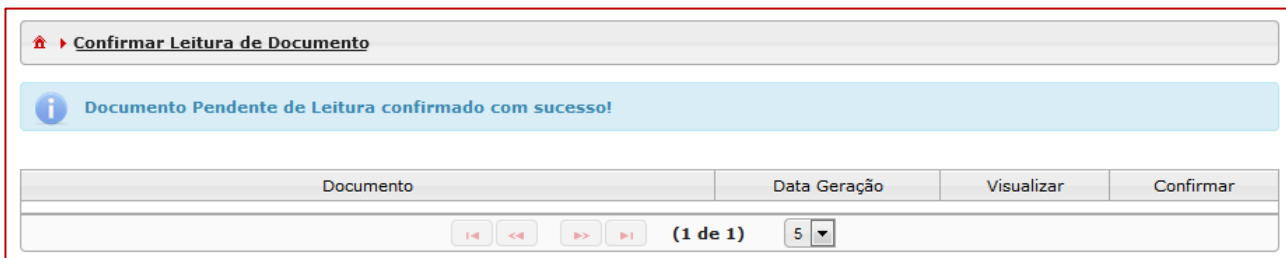 Confirmar Leitura de Documento
Documento Pendente de Leitura confirmado com sucesso!
Documento Data Geração Visualizar Confirmar
(1 de 1) 5